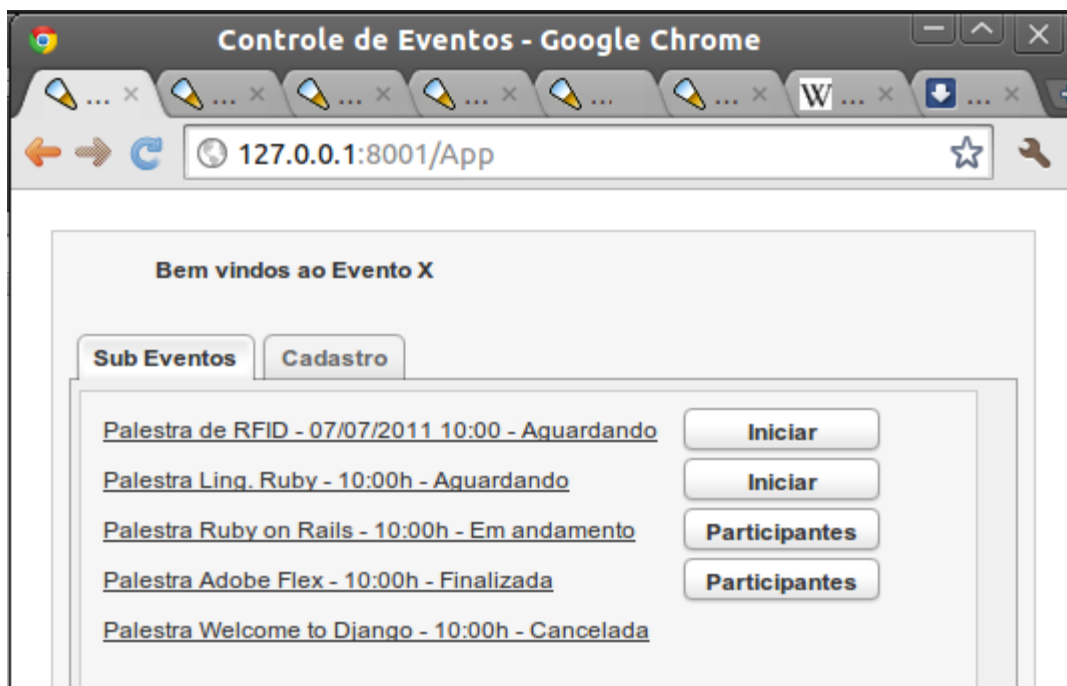 Controle de Eventos - Google Chrome
... ... ... ... ... ... W ... ...
127.0.0.1:8001/App
Bem vindos ao Evento X
Sub Eventos Cadastro
Palestra de RFID - 07/07/2011 10:00 - Aguardando Iniciar
Palestra Ling. Ruby - 10:00h - Aguardando Iniciar
Palestra Ruby on Rails - 10:00h - Em andamento Participantes
Palestra Adobe Flex - 10:00h - Finalizada Participantes
Palestra Welcome to Django - 10:00h - Cancelada